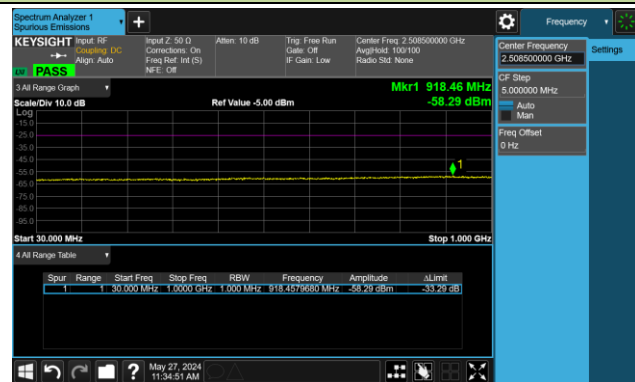 Spectrum Analyzer 1
Spurious Emissions
Frequency
KEYSIGHT
Input: RF
Coupling: DC
Align: Auto
Input Z: 50 Ω
Corrections: On
Freq Ref: Int (S)
NFE: Off
Atten: 10 dB
Trig: Free Run
Gate: Off
IF Gain: Low
Center Freq: 2.508500000 GHz
Avg|Hold: 100/100
Radio Std: None
PASS
Center Frequency
2.508500000 GHz
Settings
CF Step
5.000000 MHz
Auto
Man
Freq Offset
0 Hz
3 All Range Graph
Mkr1 918.46 MHz
Scale/Div 10.0 dB
Ref Value -5.00 dBm
-58.29 dBm
Log
-15.0
-25.0
-35.0
-45.0
-55.0
-65.0
-75.0
-85.0
-95.0
1
Start 30.000 MHz
Stop 1.000 GHz
4 All Range Table
Spur Range Start Freq Stop Freq RBW Frequency Amplitude ΔLimit
1 1 30.000 MHz 1.0000 GHz 1.000 MHz 918.4579680 MHz -58.29 dBm -33.29 dB
May 27, 2024
11:34:51 AM